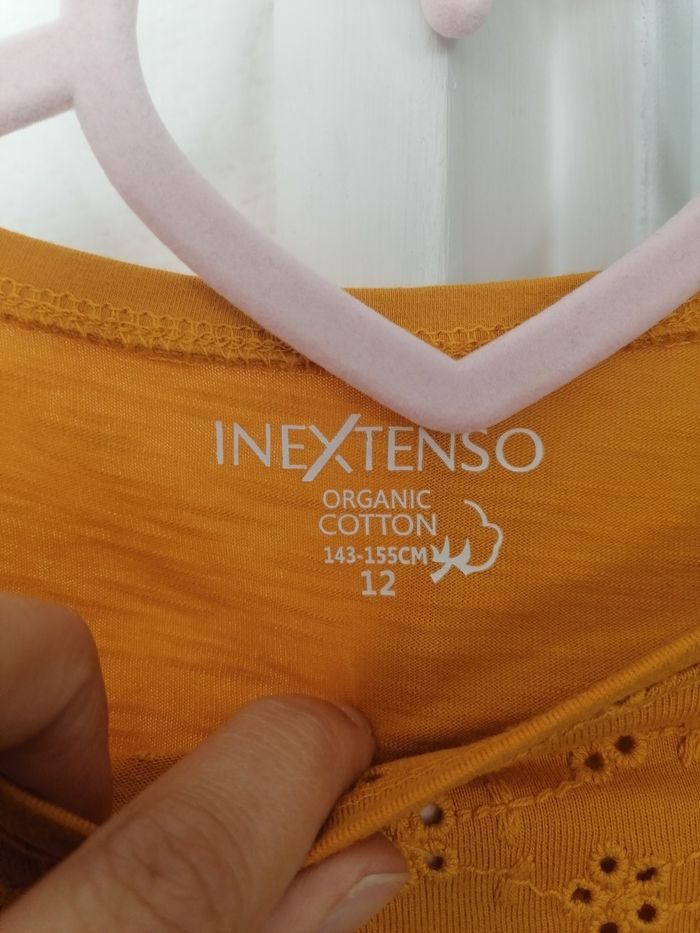 INEXTENSO
ORGANIC
COTTON
143-155CM
12